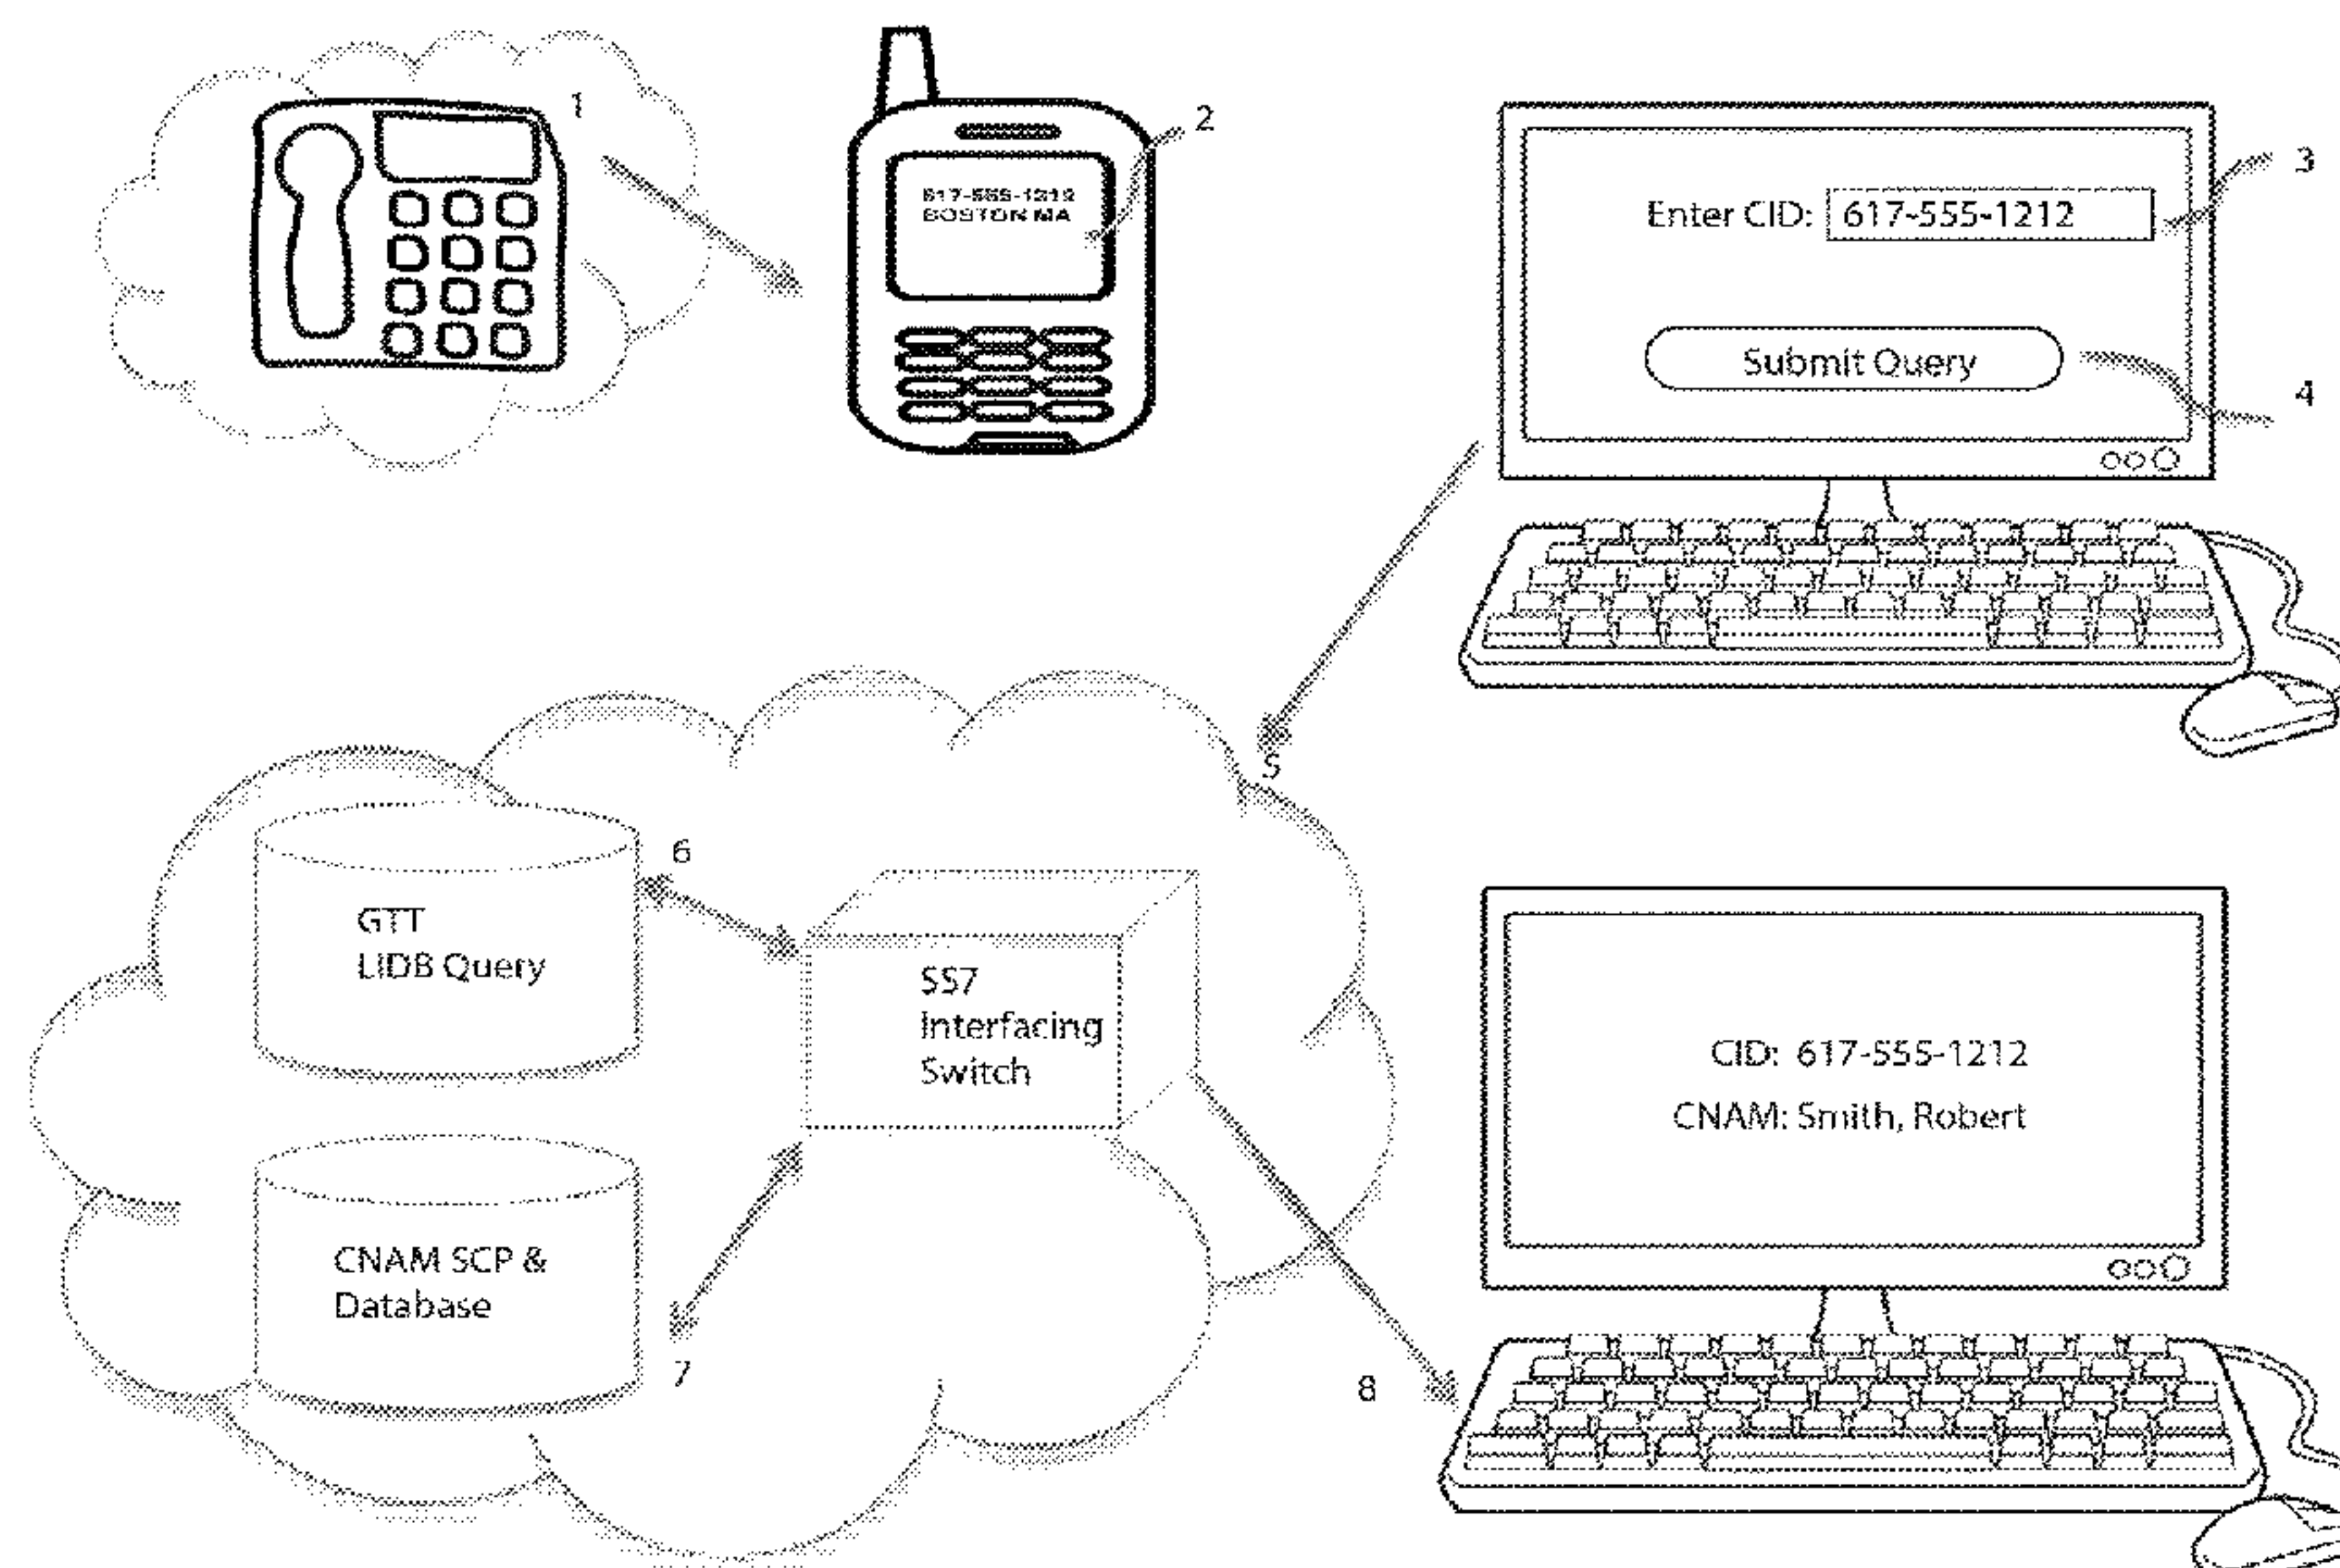 1
2
617-555-1212
BOSTON MA
3
Enter CID: 617-555-1212
Submit Query
4
5
6
GTT
LIDB Query
SS7
Interfacing
Switch
CID: 617-555-1212
CNAM: Smith, Robert
CNAM SCP &
Database
7
8